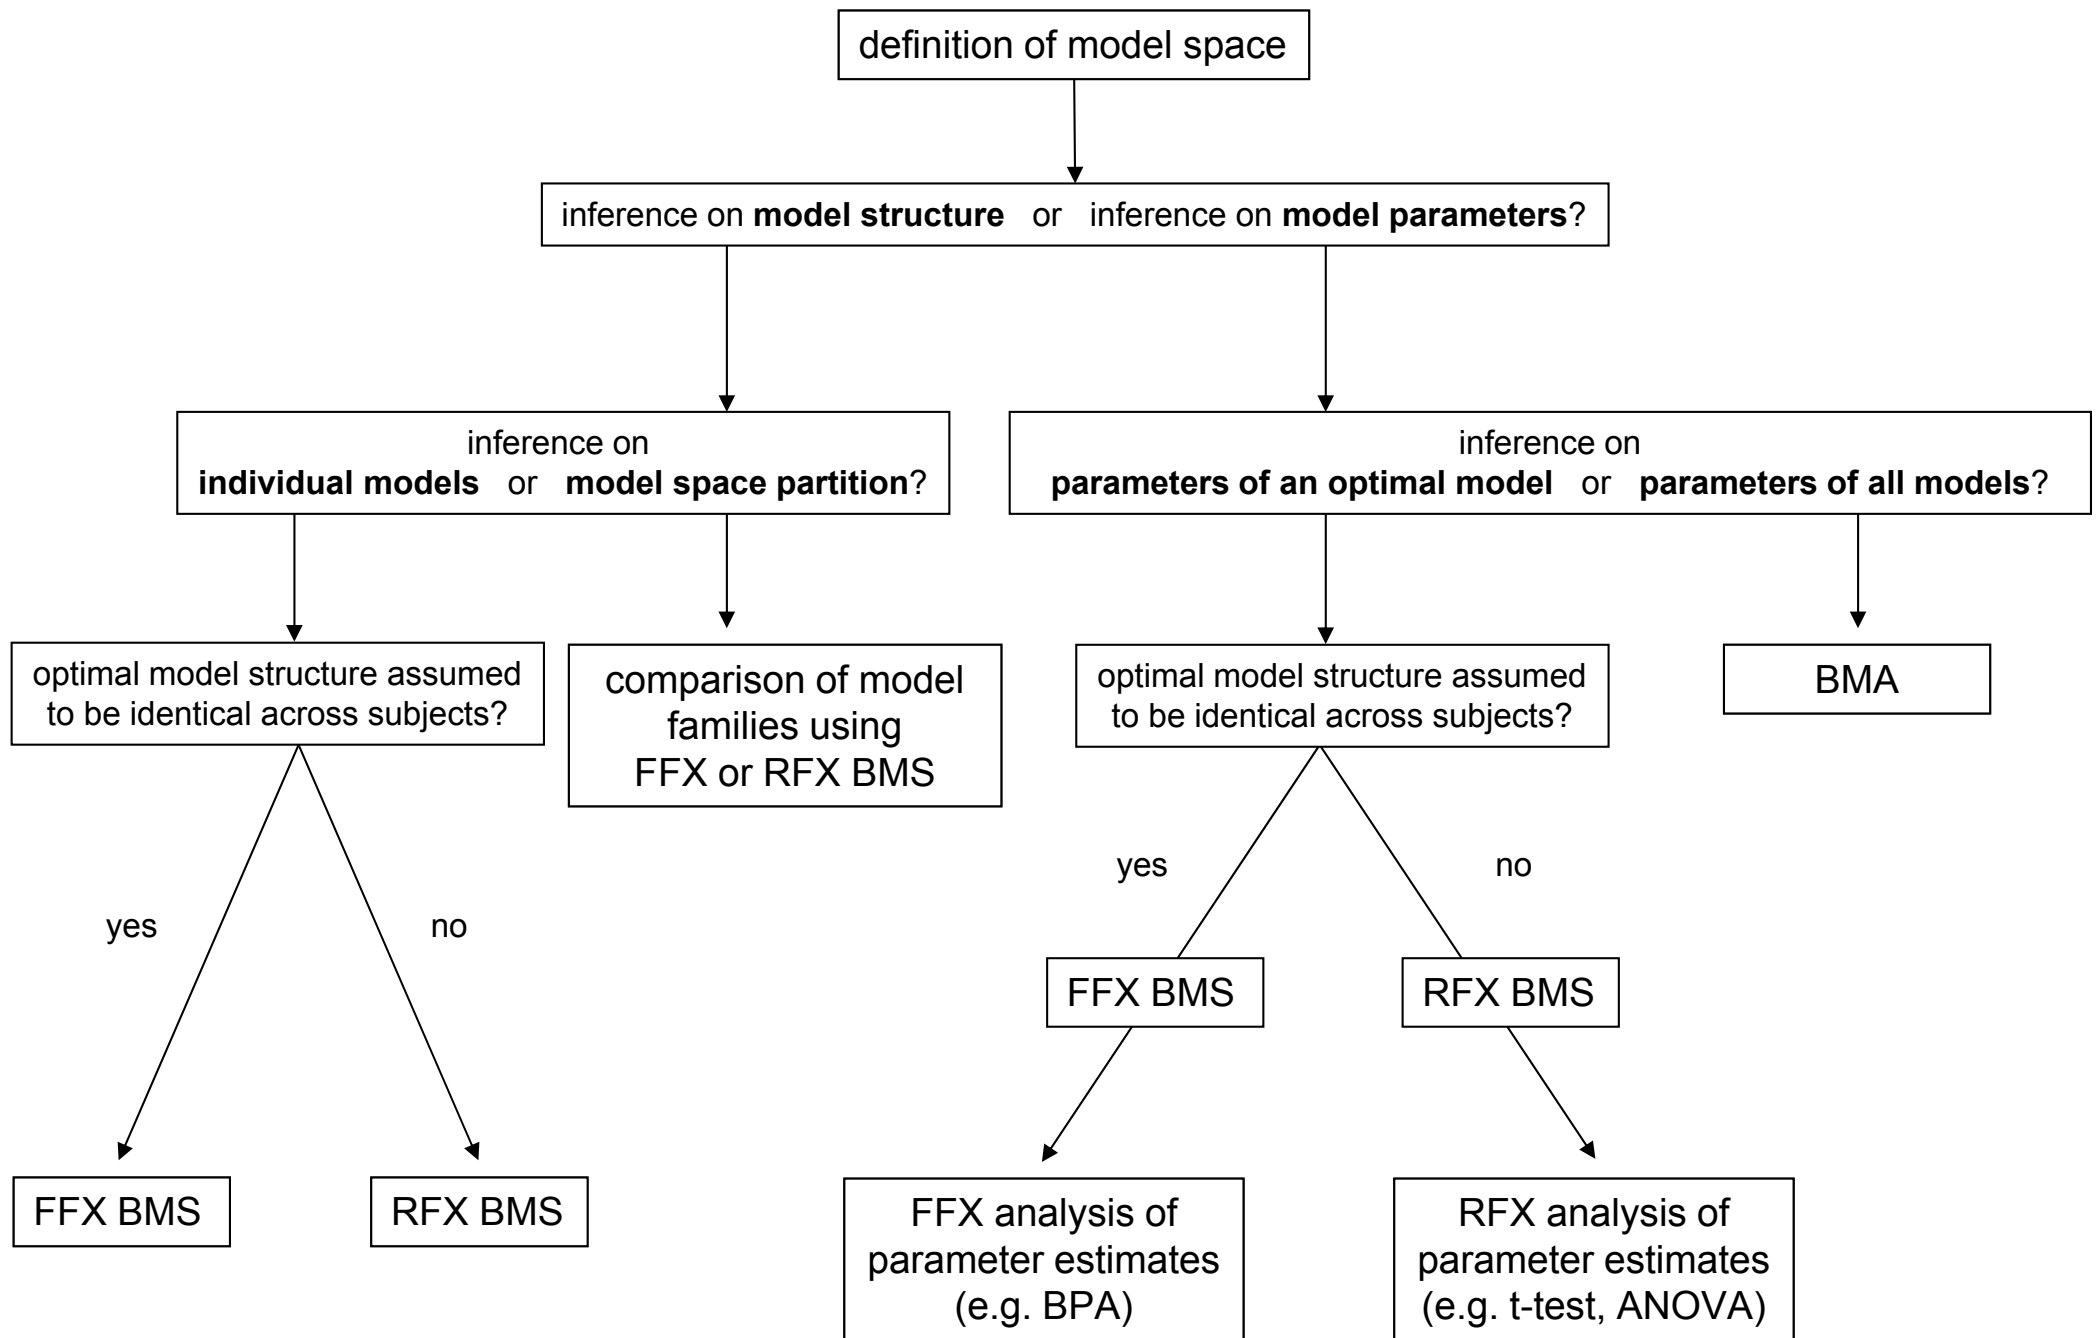 definition of model space
inference on model structure or inference on model parameters?
inference on
individual models or model space partition?
inference on
parameters of an optimal model or parameters of all models?
optimal model structure assumed
to be identical across subjects?
comparison of model
families using
FFX or RFX BMS
optimal model structure assumed
to be identical across subjects?
BMA
yes
no
yes
no
FFX BMS
RFX BMS
FFX BMS
RFX BMS
FFX analysis of
parameter estimates
(e.g. BPA)
RFX analysis of
parameter estimates
(e.g. t-test, ANOVA)